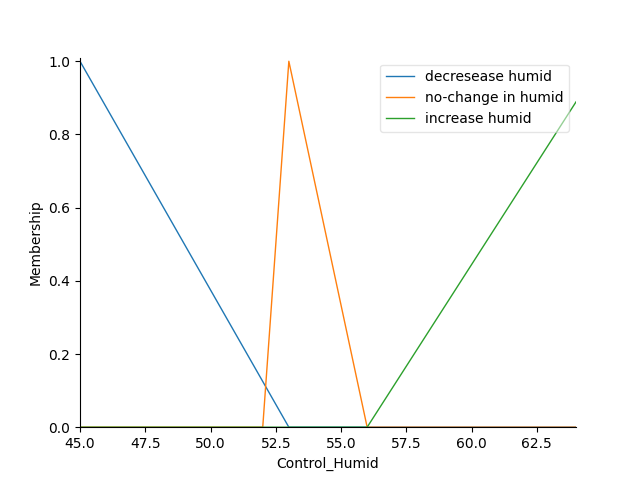 decresease humid
no-change in humid
increase humid
Membership
1.0
0.8
0.6
0.4
0.2
0.0
45.0 47.5 50.0 52.5 55.0 57.5 60.0 62.5
Control_Humid